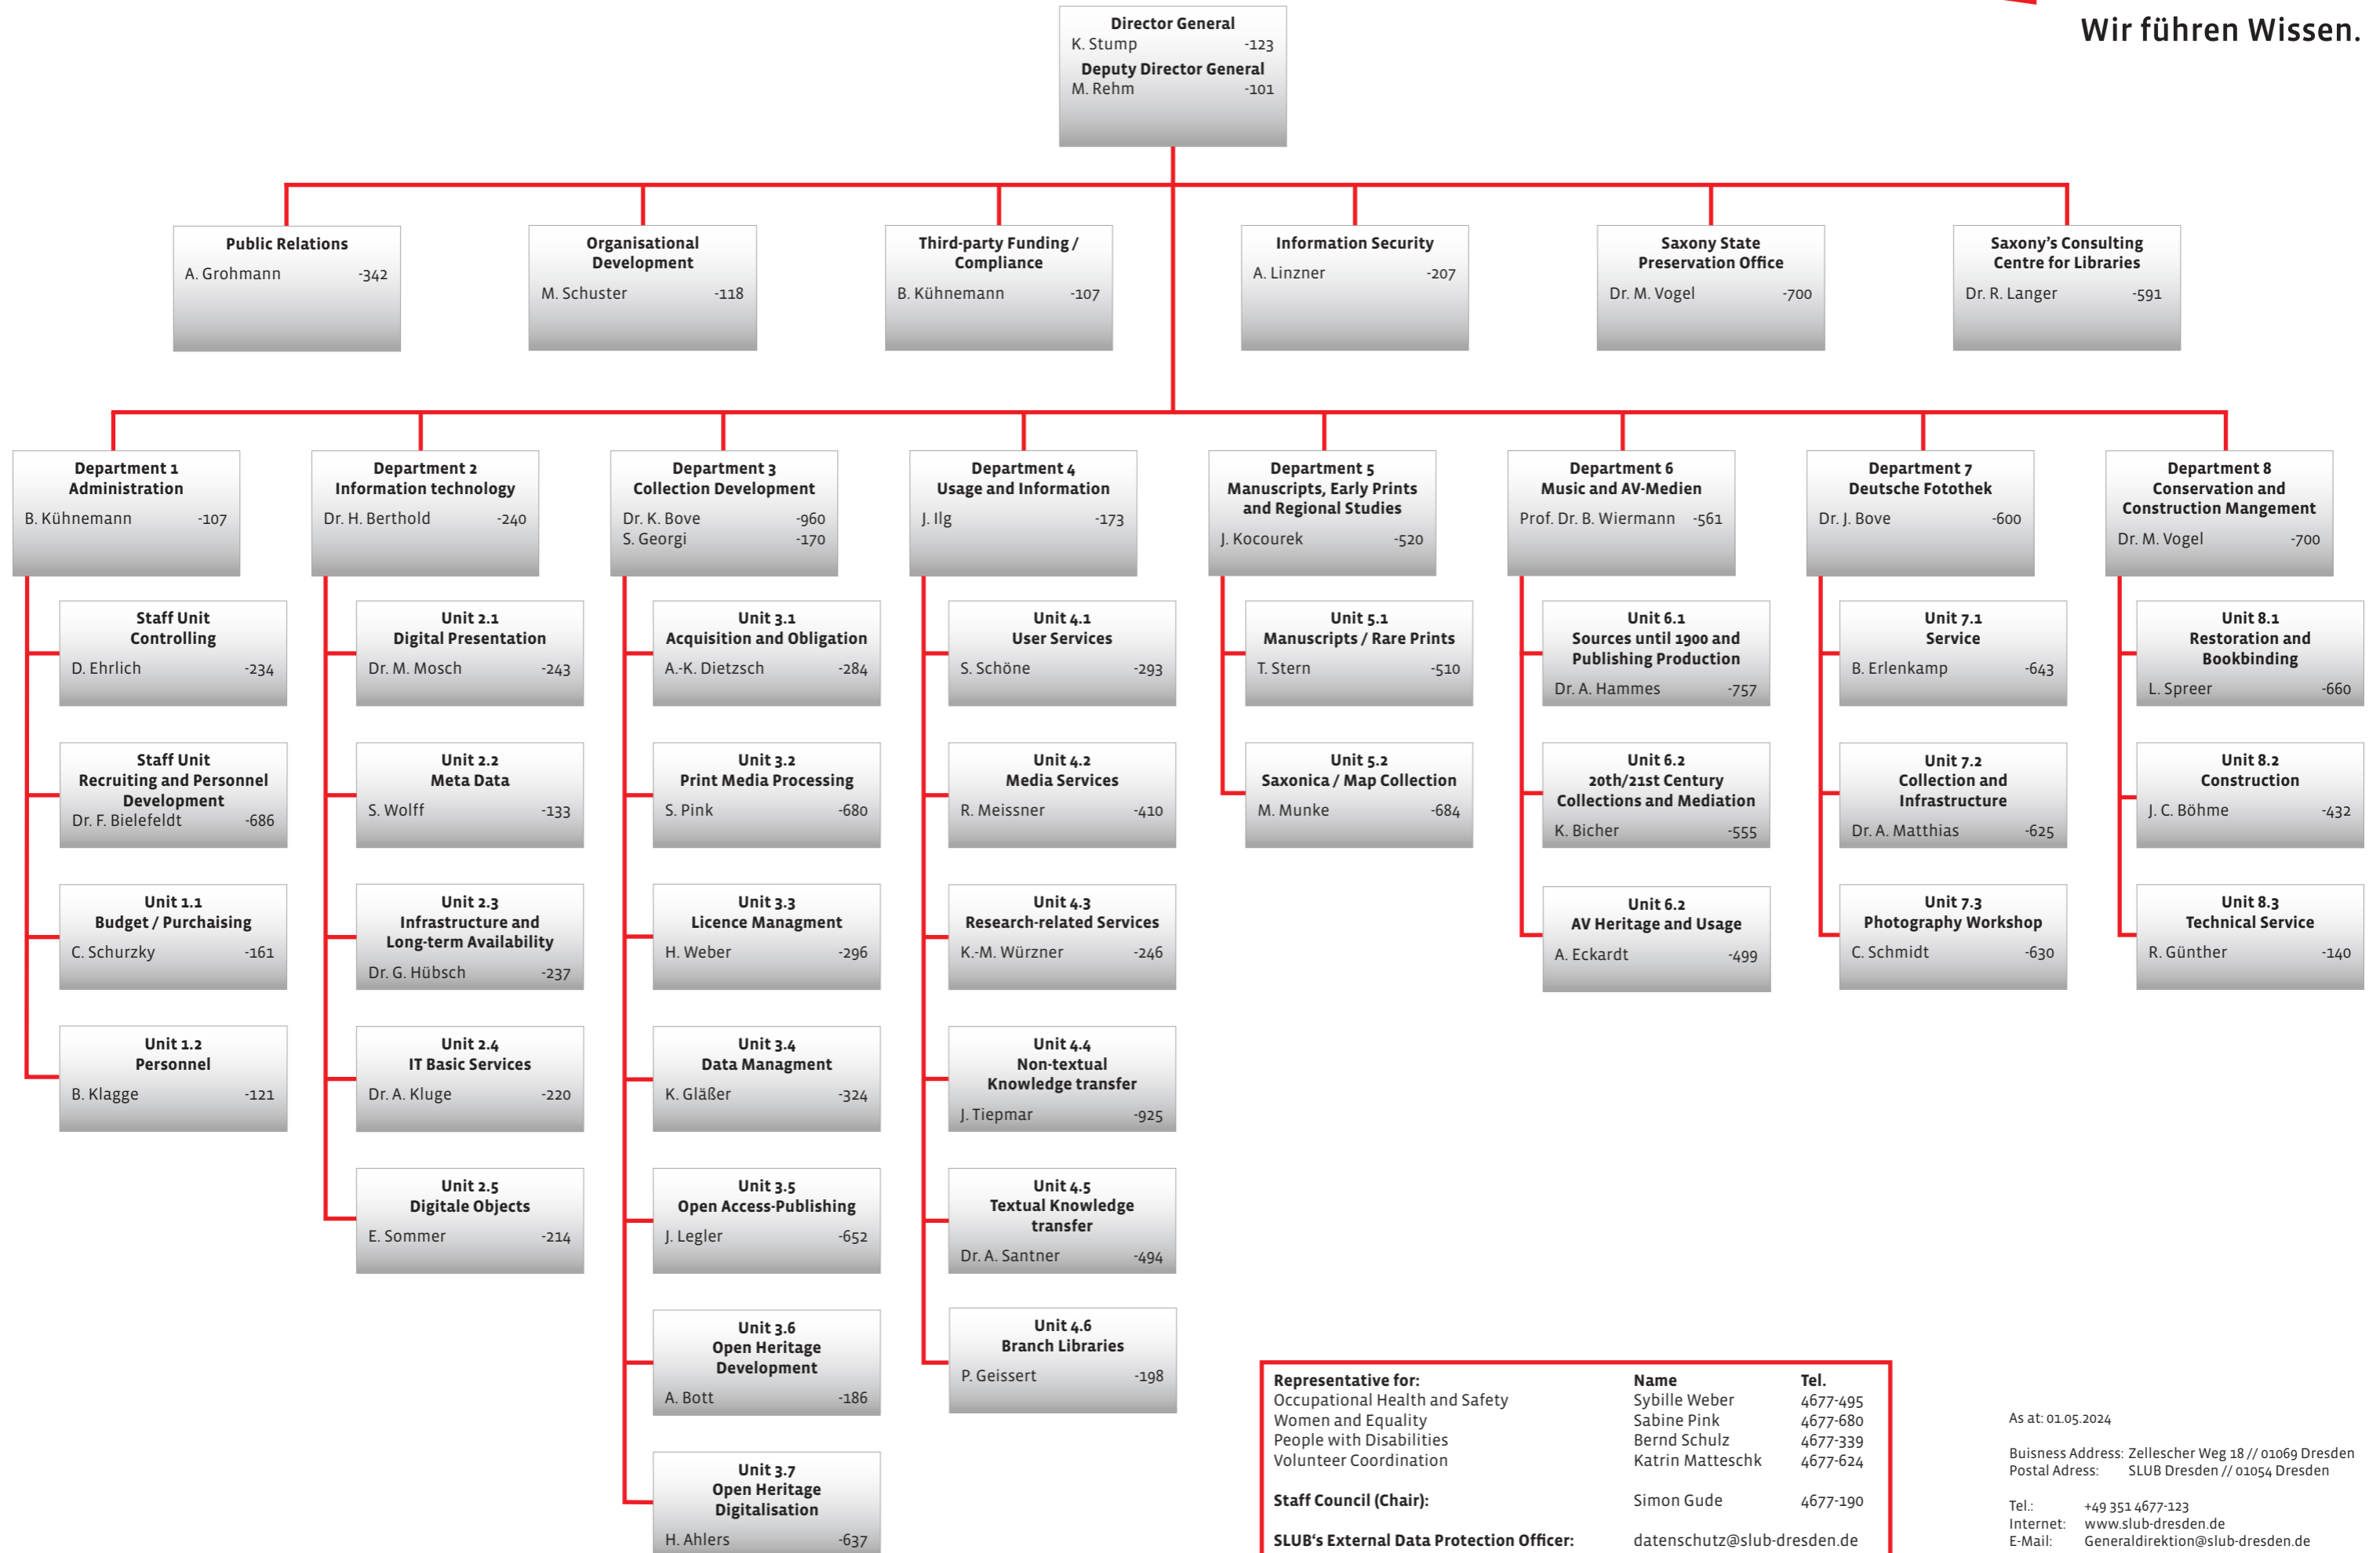 Wir führen Wissen.
Director General
K. Stump -123
Deputy Director General
M. Rehm -101
Public Relations
A. Grohmann -342
Organisational
Development
M. Schuster -118
Third-party Funding /
Compliance
B. Kühnemann -107
Information Security
A. Linzner -207
Saxony State
Preservation Office
Dr. M. Vogel -700
Saxony's Consulting
Centre for Libraries
Dr. R. Langer -591
Department 1
Administration
B. Kühnemann -107
Staff Unit
Controlling
D. Ehrlich -234
Staff Unit
Recruiting and Personnel
Development
Dr. F. Bielefeldt -686
Unit 1.1
Budget / Purchaising
C. Schurzky -161
Unit 1.2
Personnel
B. Klagge -121
Department 2
Information technology
Dr. H. Berthold -240
Unit 2.1
Digital Presentation
Dr. M. Mosch -243
Unit 2.2
Meta Data
S. Wolff -133
Unit 2.3
Infrastructure and
Long-term Availability
Dr. G. Hübsch -237
Unit 2.4
IT Basic Services
Dr. A. Kluge -220
Unit 2.5
Digitale Objects
E. Sommer -214
Department 3
Collection Development
Dr. K. Bove -960
S. Georgi -170
Unit 3.1
Acquisition and Obligation
A.-K. Dietzsch -284
Unit 3.2
Print Media Processing
S. Pink -680
Unit 3.3
Licence Managment
H. Weber -296
Unit 3.4
Data Managment
K. Gläßer -324
Unit 3.5
Open Access-Publishing
J. Legler -652
Unit 3.6
Open Heritage
Development
A. Bott -186
Unit 3.7
Open Heritage
Digitalisation
H. Ahlers -637
Department 4
Usage and Information
J. Ilg -173
Unit 4.1
User Services
S. Schöne -293
Unit 4.2
Media Services
R. Meissner -410
Unit 4.3
Research-related Services
K.-M. Würzner -246
Unit 4.4
Non-textual
Knowledge transfer
J. Tiepmar -925
Unit 4.5
Textual Knowledge
transfer
Dr. A. Santner -494
Unit 4.6
Branch Libraries
P. Geissert -198
Department 5
Manuscripts, Early Prints
and Regional Studies
J. Kocourek -520
Unit 5.1
Manuscripts / Rare Prints
T. Stern -510
Unit 5.2
Saxonica / Map Collection
M. Munke -684
Department 6
Music and AV-Medien
Prof. Dr. B. Wiermann -561
Unit 6.1
Sources until 1900 and
Publishing Production
Dr. A. Hammes -757
Unit 6.2
20th/21st Century
Collections and Mediation
K. Bicher -555
Unit 6.2
AV Heritage and Usage
A. Eckardt -499
Department 7
Deutsche Fotothek
Dr. J. Bove -600
Unit 7.1
Service
B. Erlenkamp -643
Unit 7.2
Collection and
Infrastructure
Dr. A. Matthias -625
Unit 7.3
Photography Workshop
C. Schmidt -630
Department 8
Conservation and
Construction Mangement
Dr. M. Vogel -700
Unit 8.1
Restoration and
Bookbinding
L. Spreer -660
Unit 8.2
Construction
J. C. Böhme -432
Unit 8.3
Technical Service
R. Günther -140
Representative for: Name Tel.
Occupational Health and Safety Sybille Weber 4677-495
Women and Equality Sabine Pink 4677-680
People with Disabilities Bernd Schulz 4677-339
Volunteer Coordination Katrin Matteschk 4677-624
Staff Council (Chair): Simon Gude 4677-190
SLUB‘s External Data Protection Officer: datenschutz@slub-dresden.de
As at: 01.05.2024
Buisness Address: Zellescher Weg 18 // 01069 Dresden
Postal Adress: SLUB Dresden // 01054 Dresden
Tel.: +49 351 4677-123
Internet: www.slub-dresden.de
E-Mail: Generaldirektion@slub-dresden.de